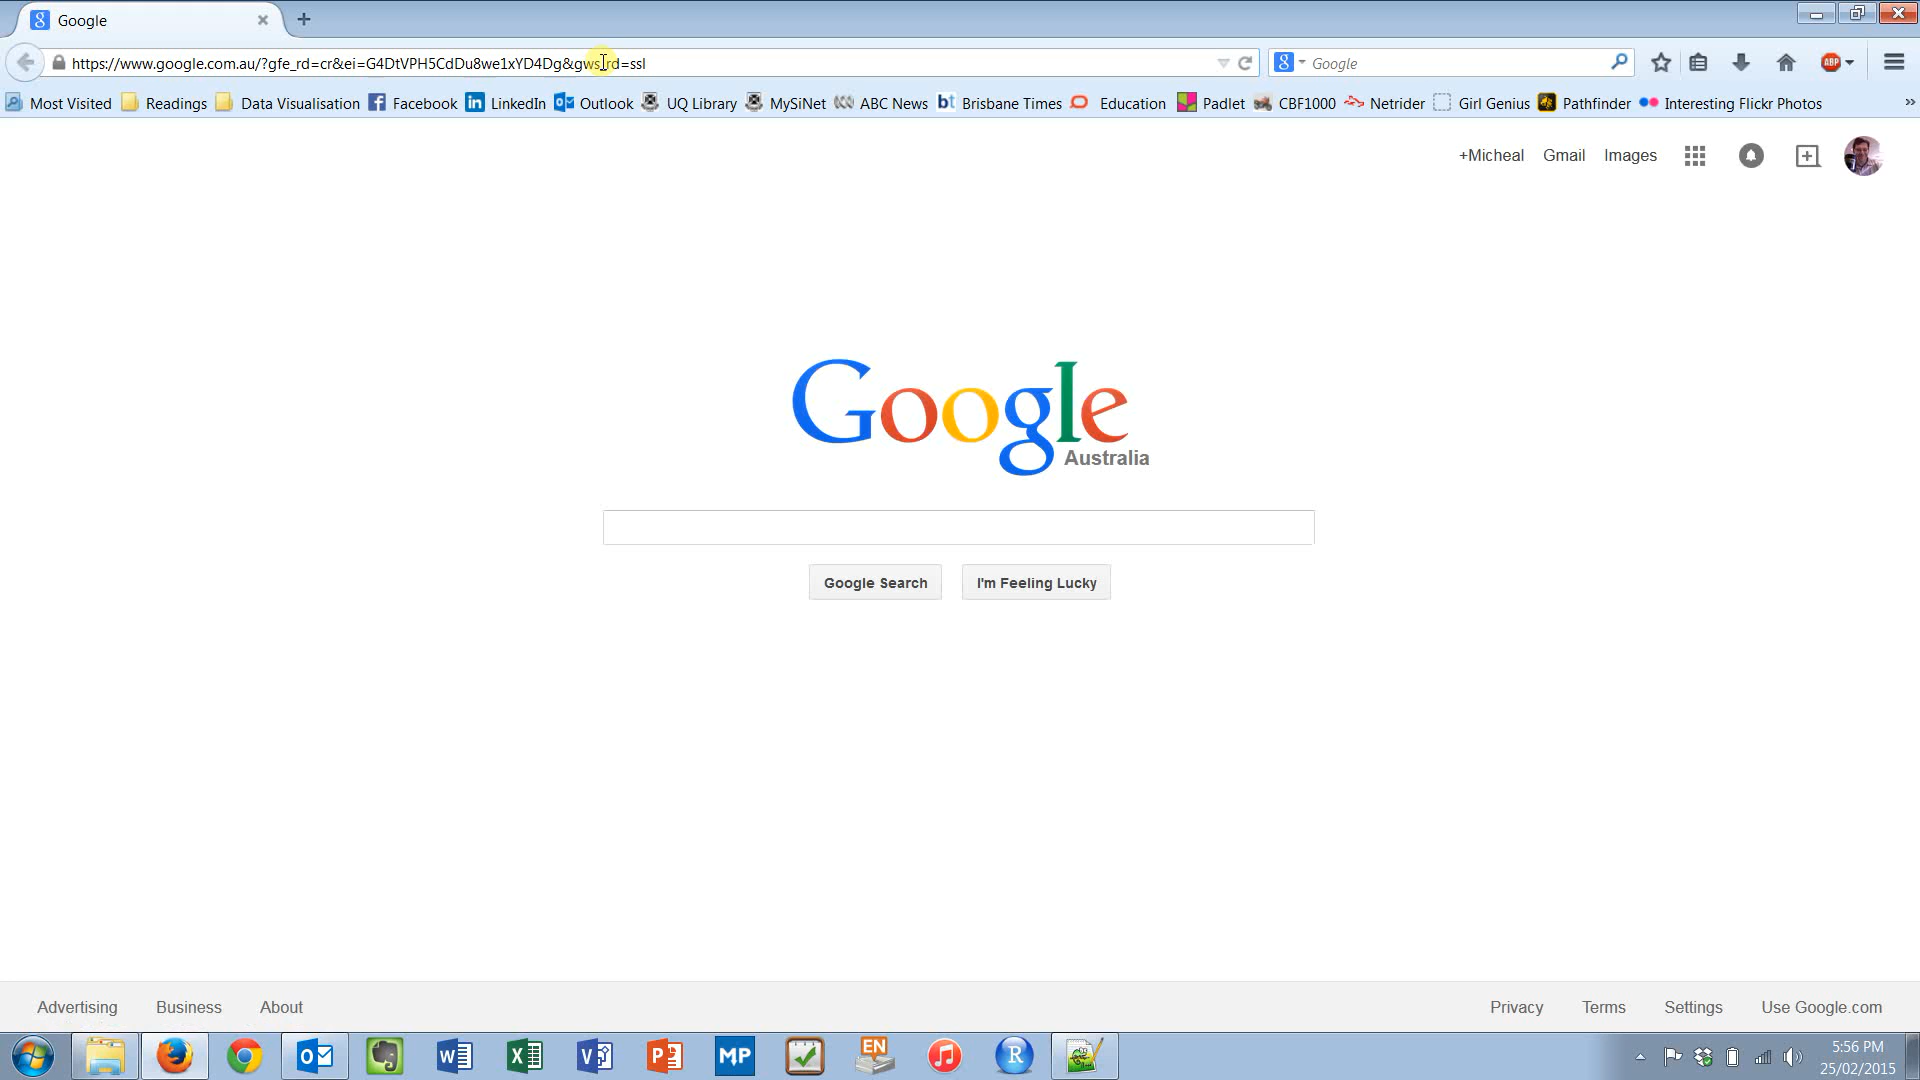 Google
https://www.google.com.au/?gfe_rd=cr&ei=G4DtVPH5CdDu8we1xYD4Dg&gws_rd=ssl
Google
ABP
Most Visited Readings Data Visualisation Facebook LinkedIn Outlook UQ Library MySiNet ABC News Brisbane Times Education Padlet CBF1000 Netrider Girl Genius Pathfinder Interesting Flickr Photos
+Micheal Gmail Images
Google
Australia
Google Search I'm Feeling Lucky
Advertising Business About Privacy Terms Settings Use Google.com
MP EN R
5:56 PM
25/02/2015